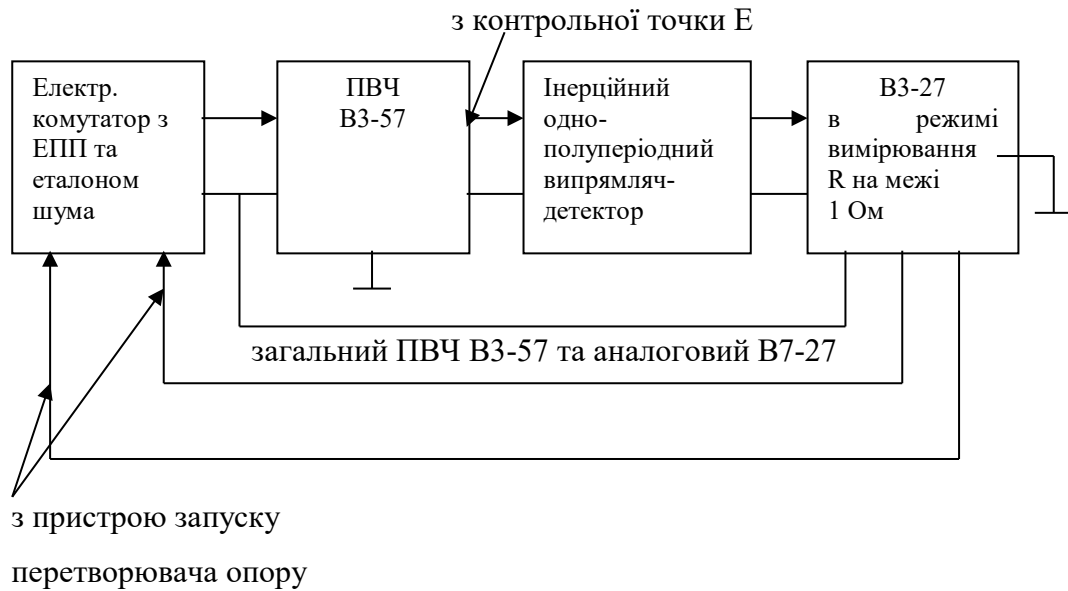 з контрольної точки Е
Електр.
комутатор з
ЕПП та
еталоном
шума
ПВЧ
В3-57
Інерційний
одно-
полуперіодний
випрямляч-
детектор
В3-27
в режимі
вимірювання
R на межі
1 Ом
загальний ПВЧ В3-57 та аналоговий В7-27
з пристрою запуску
перетворювача опору